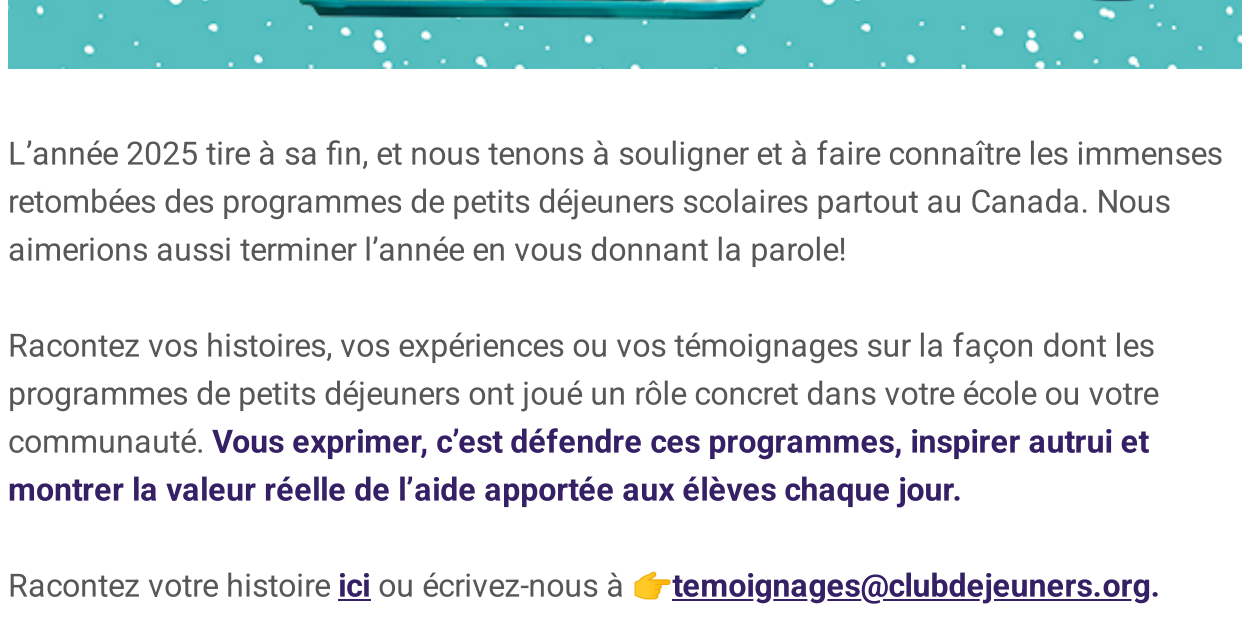 L’année 2025 tire à sa fin, et nous tenons à souligner et à faire connaître les immenses
retombées des programmes de petits déjeuners scolaires partout au Canada. Nous
aimerions aussi terminer l’année en vous donnant la parole!
Racontez vos histoires, vos expériences ou vos témoignages sur la façon dont les
programmes de petits déjeuners ont joué un rôle concret dans votre école ou votre
communauté. Vous exprimer, c’est défendre ces programmes, inspirer autrui et
montrer la valeur réelle de l’aide apportée aux élèves chaque jour.
Racontez votre histoire ici ou écrivez-nous à 👉temoignages@clubdejeuners.org.